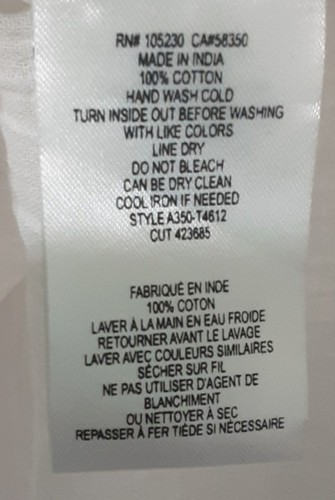 RN# 105230 CA#58350
MADE IN INDIA
100% COTTON
HAND WASH COLD
TURN INSIDE OUT BEFORE WASHING
WITH LIKE COLORS
LINE DRY
DO NOT BLEACH
CAN BE DRY CLEAN
COOL IRON IF NEEDED
STYLE A350-T4612
CUT 423685
FABRIQUÉ EN INDE
100% COTON
LAVER À LA MAIN EN EAU FROIDE
RETOURNER AVANT LE LAVAGE
LAVER AVEC COULEURS SIMILAIRES
SÉCHER SUR FIL
NE PAS UTILISER D'AGENT DE
BLANCHIMENT
OU NETTOYER À SEC
REPASSER À FER TIÉDE SI NÉCESSAIRE